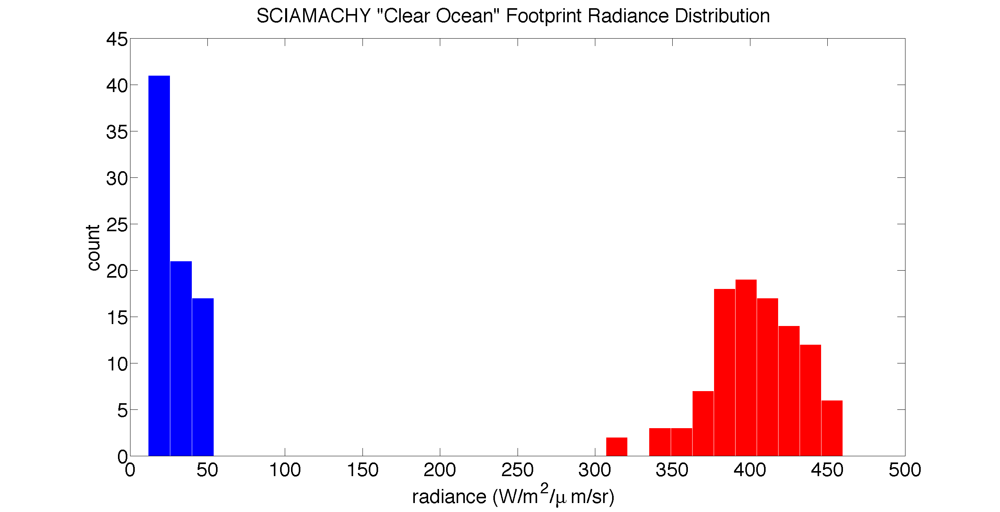 SCIAMACHY "Clear Ocean" Footprint Radiance Distribution
45
40
35
30
25
20
15
10
5
0
count
0 50 100 150 200 250 300 350 400 450 500
radiance (W/m²/μ m/sr)